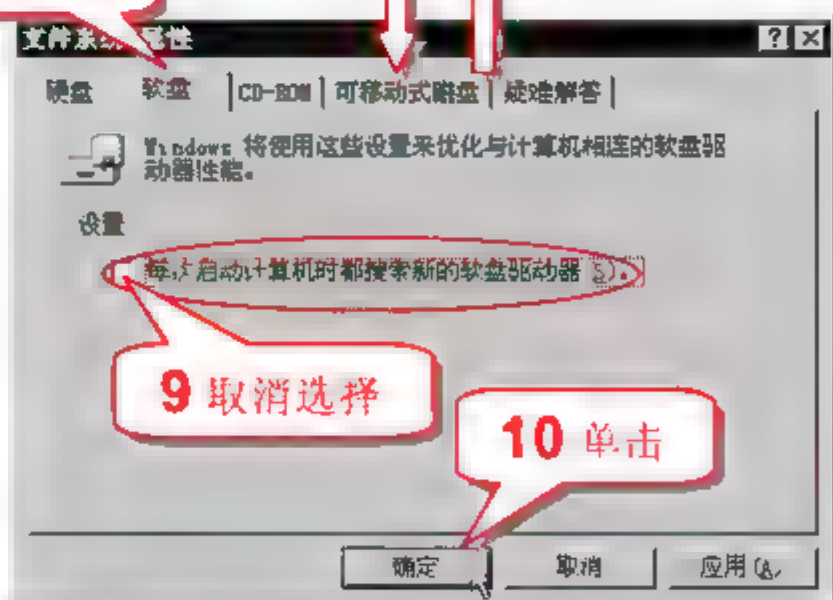 文件系统 属性
硬盘 软盘 CD-ROM 可移动式磁盘 疑难解答
Windows 将使用这些设置来优化与计算机相连的软盘驱
动器性能。
设置
每次启动计算机时都搜索新的软盘驱动器(S)。
9 取消选择
10 单击
确定 取消 应用(A)